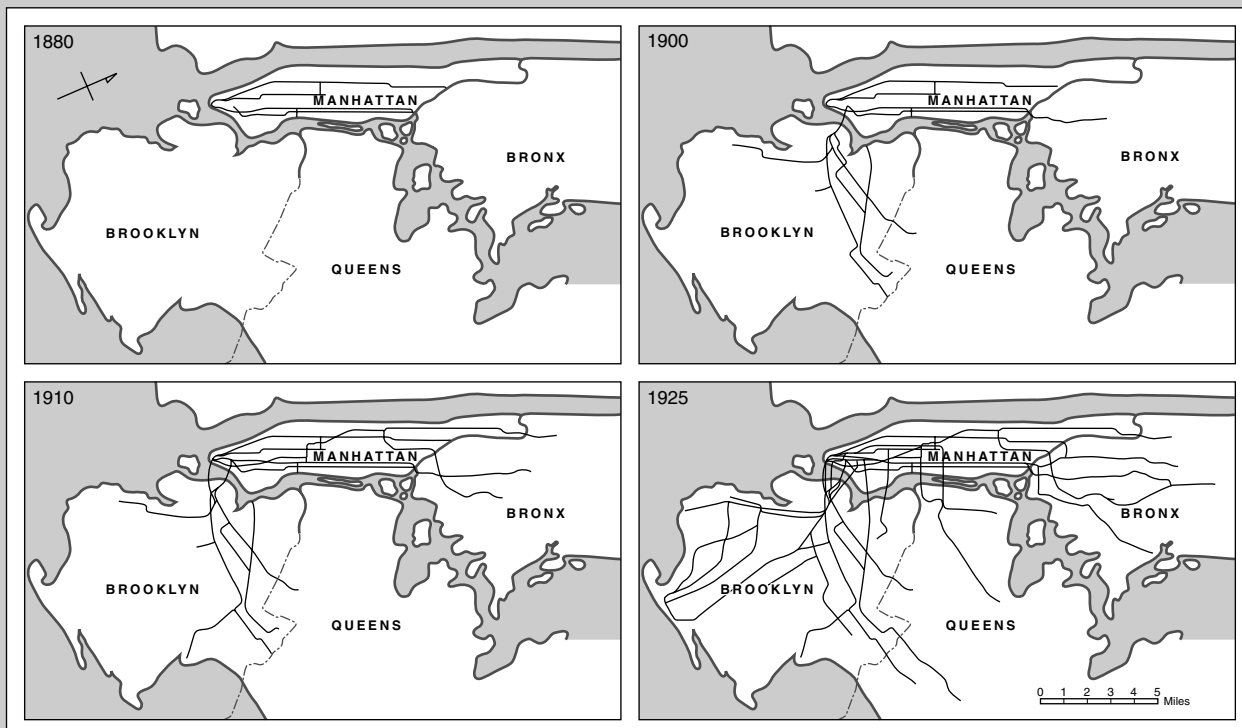 1880
MANHATTAN
BRONX
BROOKLYN
QUEENS
1900
MANHATTAN
BRONX
BROOKLYN
QUEENS
1910
MANHATTAN
BRONX
BROOKLYN
QUEENS
1925
MANHATTAN
BRONX
BROOKLYN
QUEENS
0 1 2 3 4 5
Miles